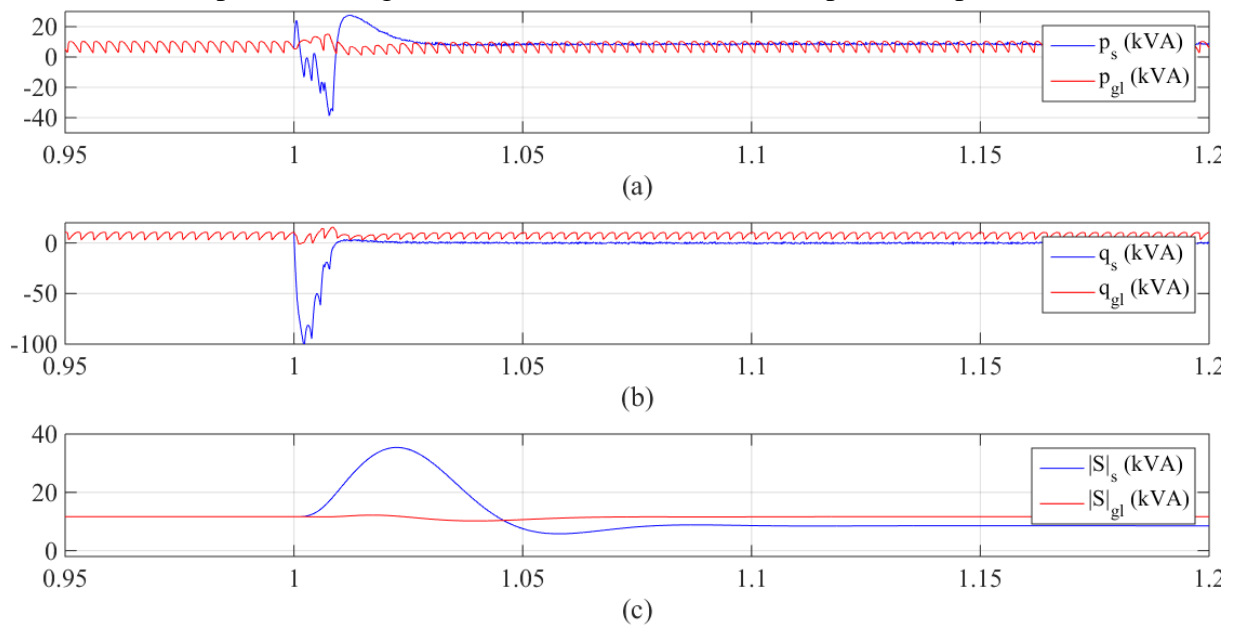 20
0
-20
-40
p_s (kVA)
p_gl (kVA)
0.95 1 1.05 1.1 1.15 1.2
(a)
0
-50
-100
q_s (kVA)
q_gl (kVA)
0.95 1 1.05 1.1 1.15 1.2
(b)
40
20
0
|S|_s (kVA)
|S|_gl (kVA)
0.95 1 1.05 1.1 1.15 1.2
(c)